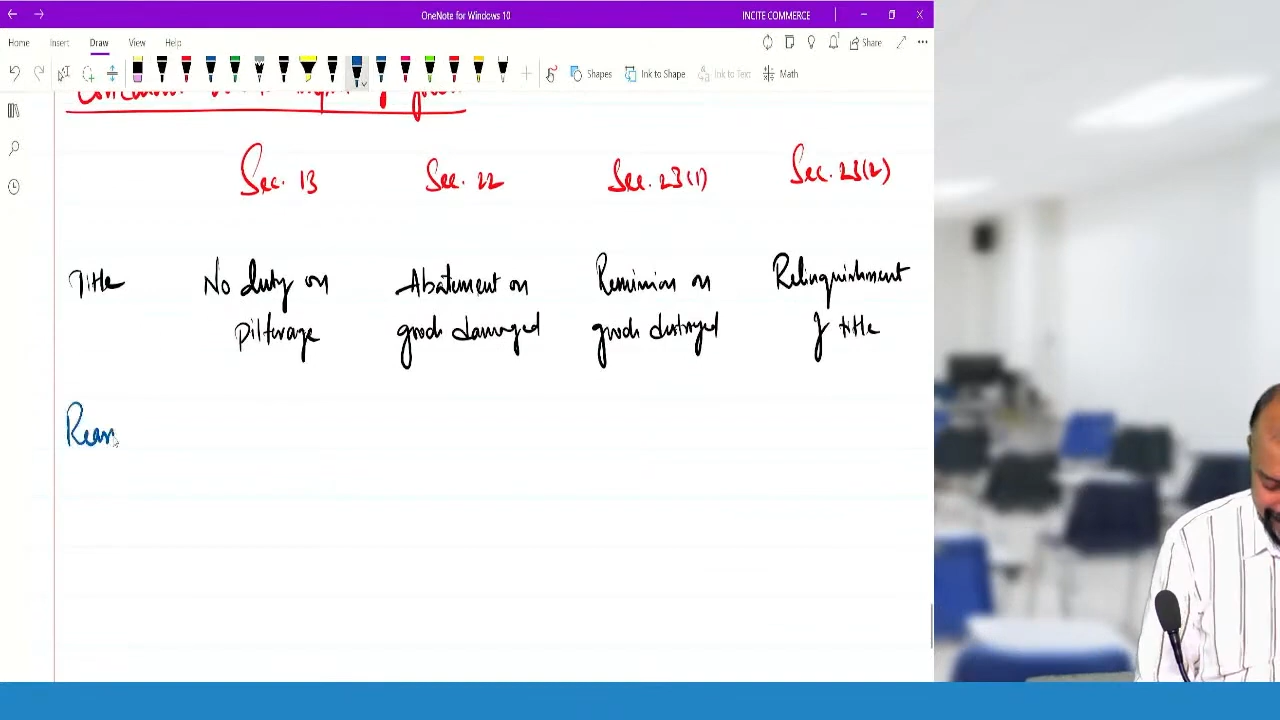 OneNote for Windows 10
INCITE COMMERCE
Home Insert Draw View Help
Share
Shapes Ink to Shape Ink to Text Math
Sec. 13 Sec. 22 Sec. 23(1) Sec. 23(2)
Title No duty on Abatement on Remission on Relinquishment
pilferage goods damaged goods destroyed of title
Reas